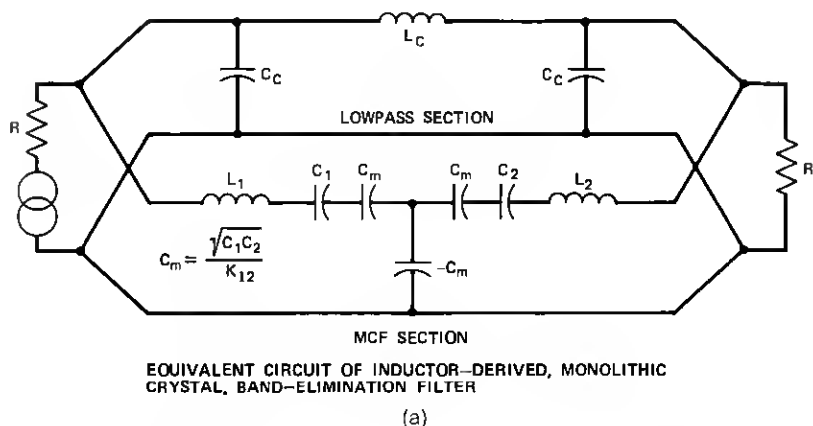 L_C
C_C
C_C
LOWPASS SECTION
R
R
L_1
C_1
C_m
C_m
C_2
L_2
C_m = √C_1C_2 / K_12
-C_m
MCF SECTION
EQUIVALENT CIRCUIT OF INDUCTOR-DERIVED, MONOLITHIC
CRYSTAL, BAND-ELIMINATION FILTER
(a)